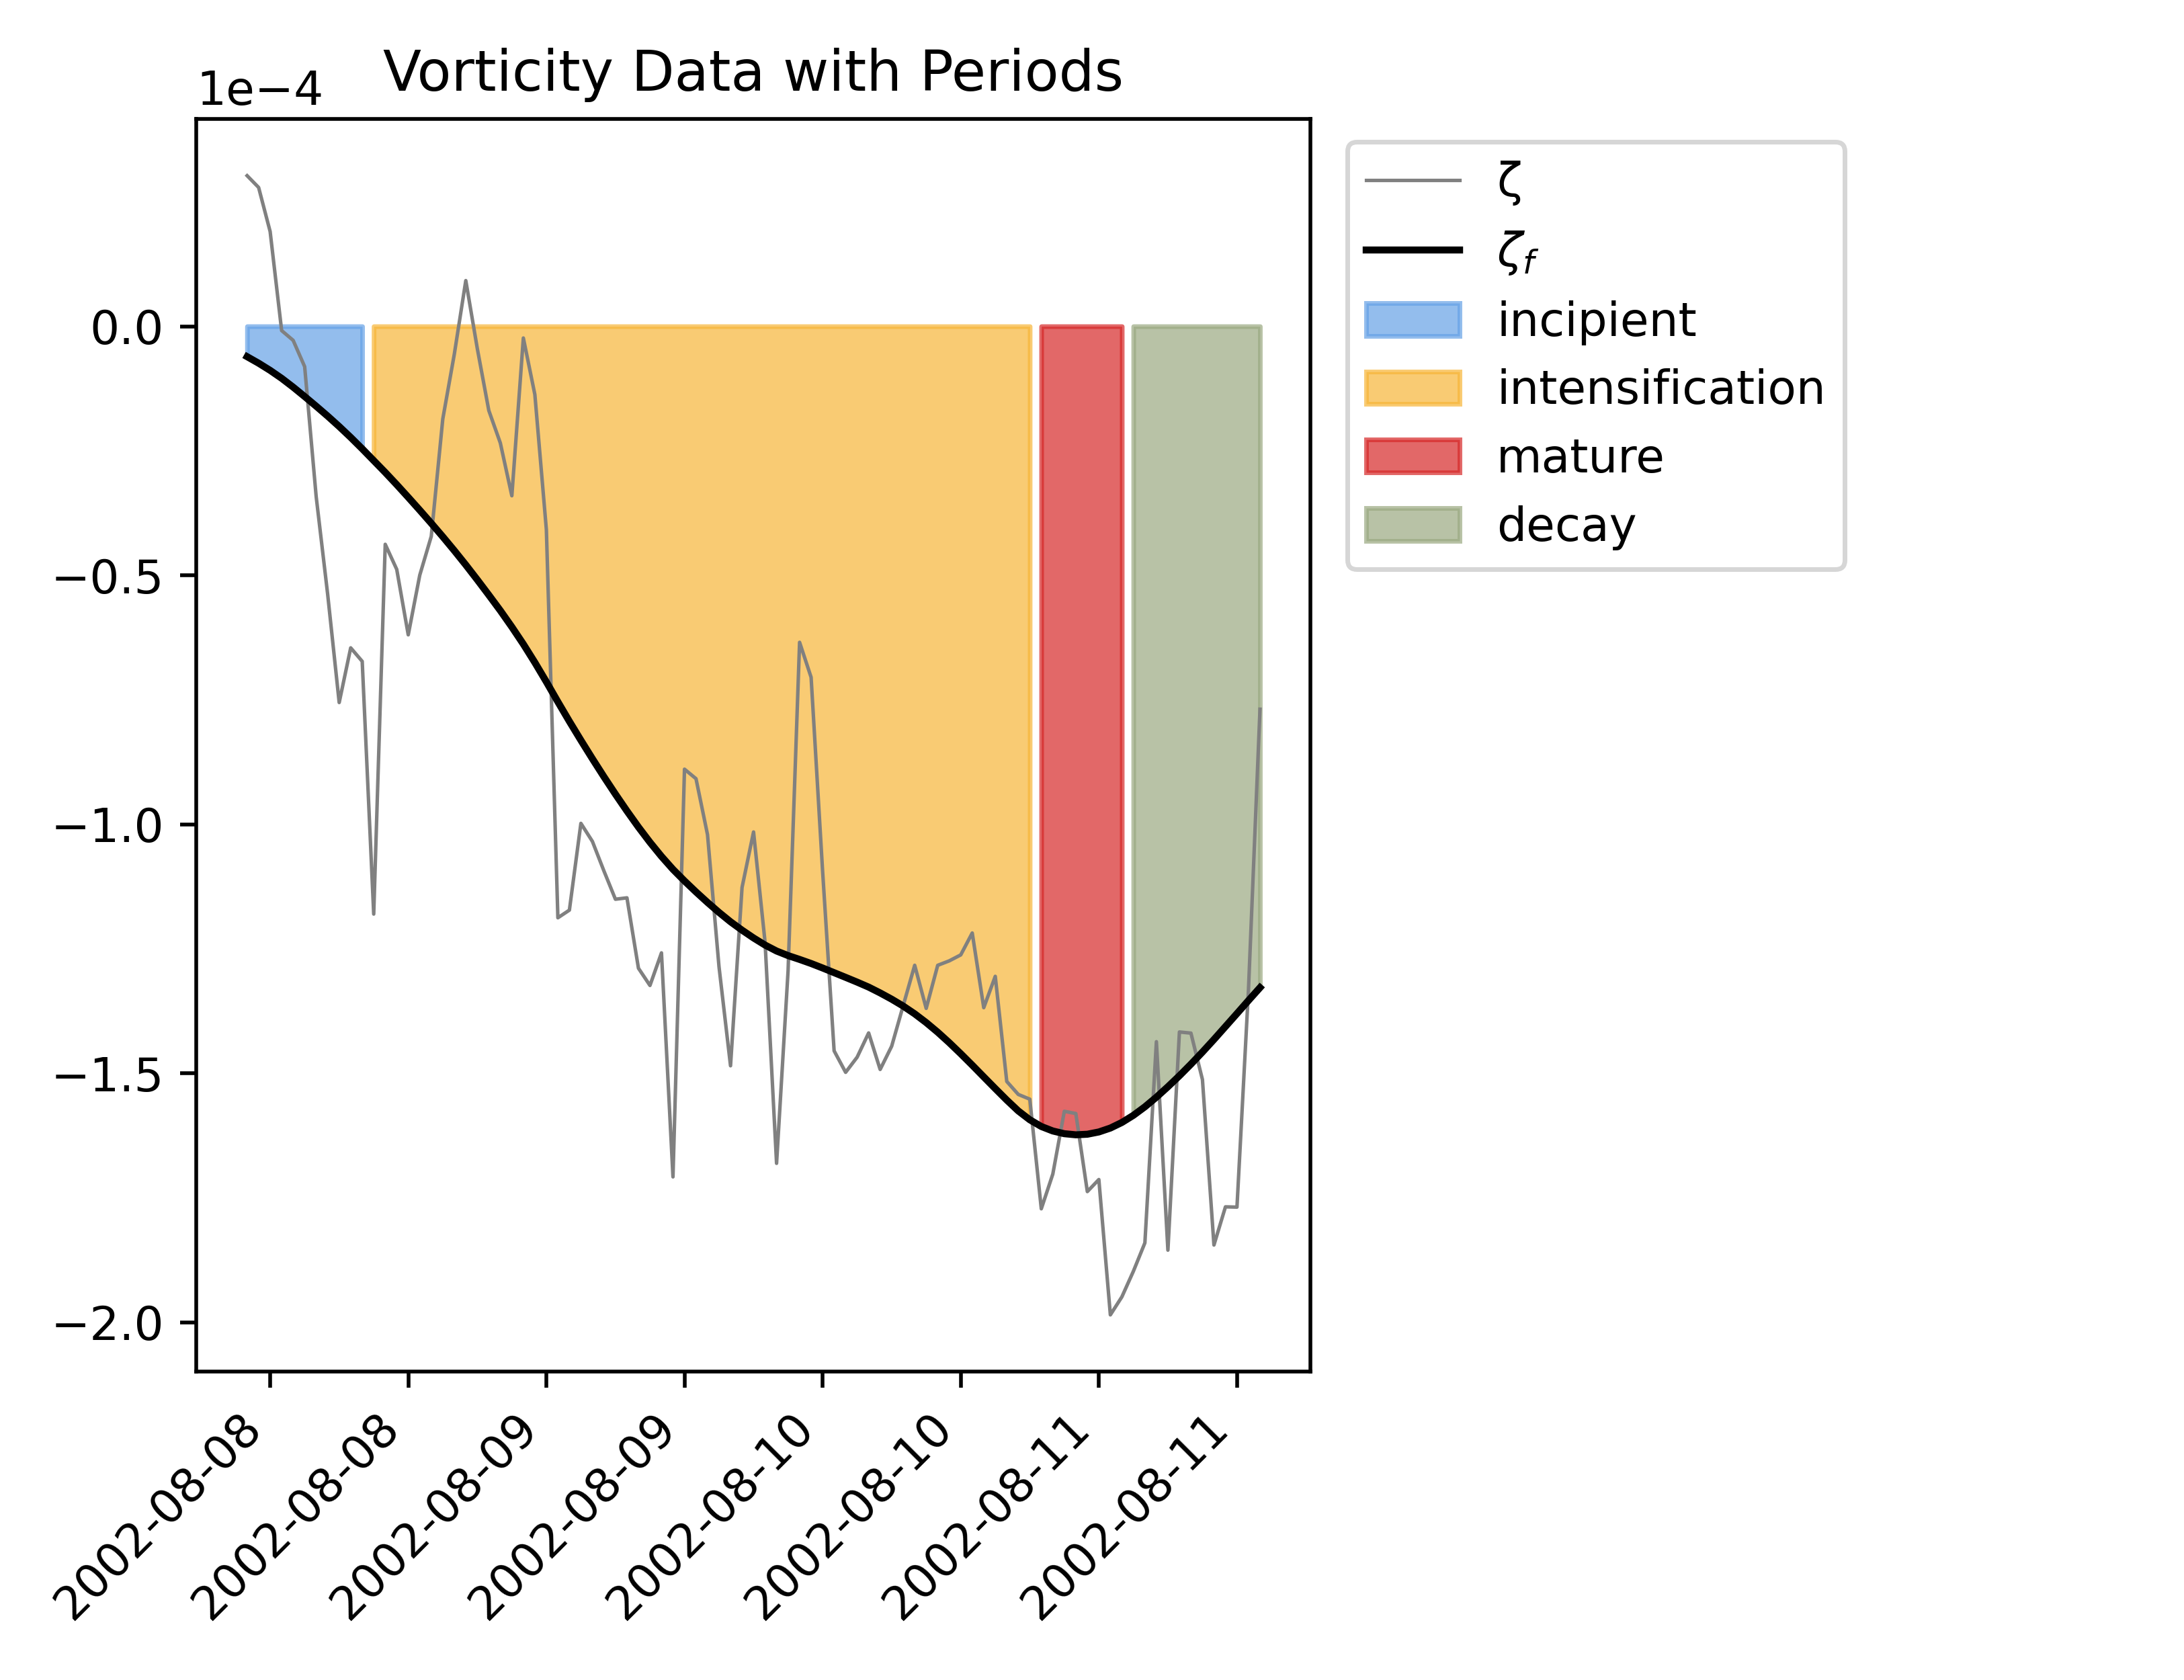 Vorticity Data with Periods
1e−4
0.0
−0.5
−1.0
−1.5
−2.0
2002-08-08
2002-08-08
2002-08-09
2002-08-09
2002-08-10
2002-08-10
2002-08-11
2002-08-11
ζ
ζf
incipient
intensification
mature
decay